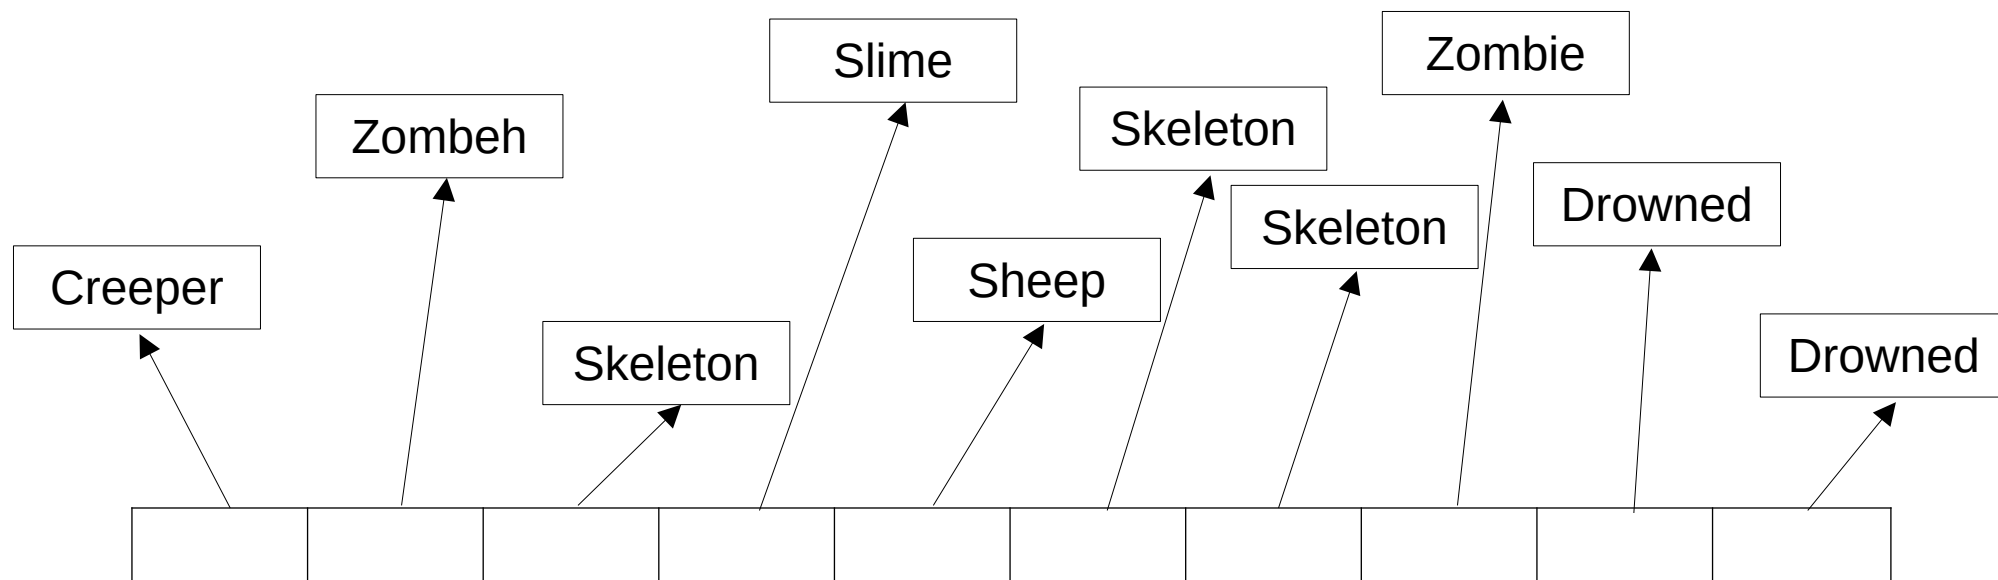 Creeper
Zombeh
Skeleton
Slime
Sheep
Skeleton
Skeleton
Zombie
Drowned
Drowned